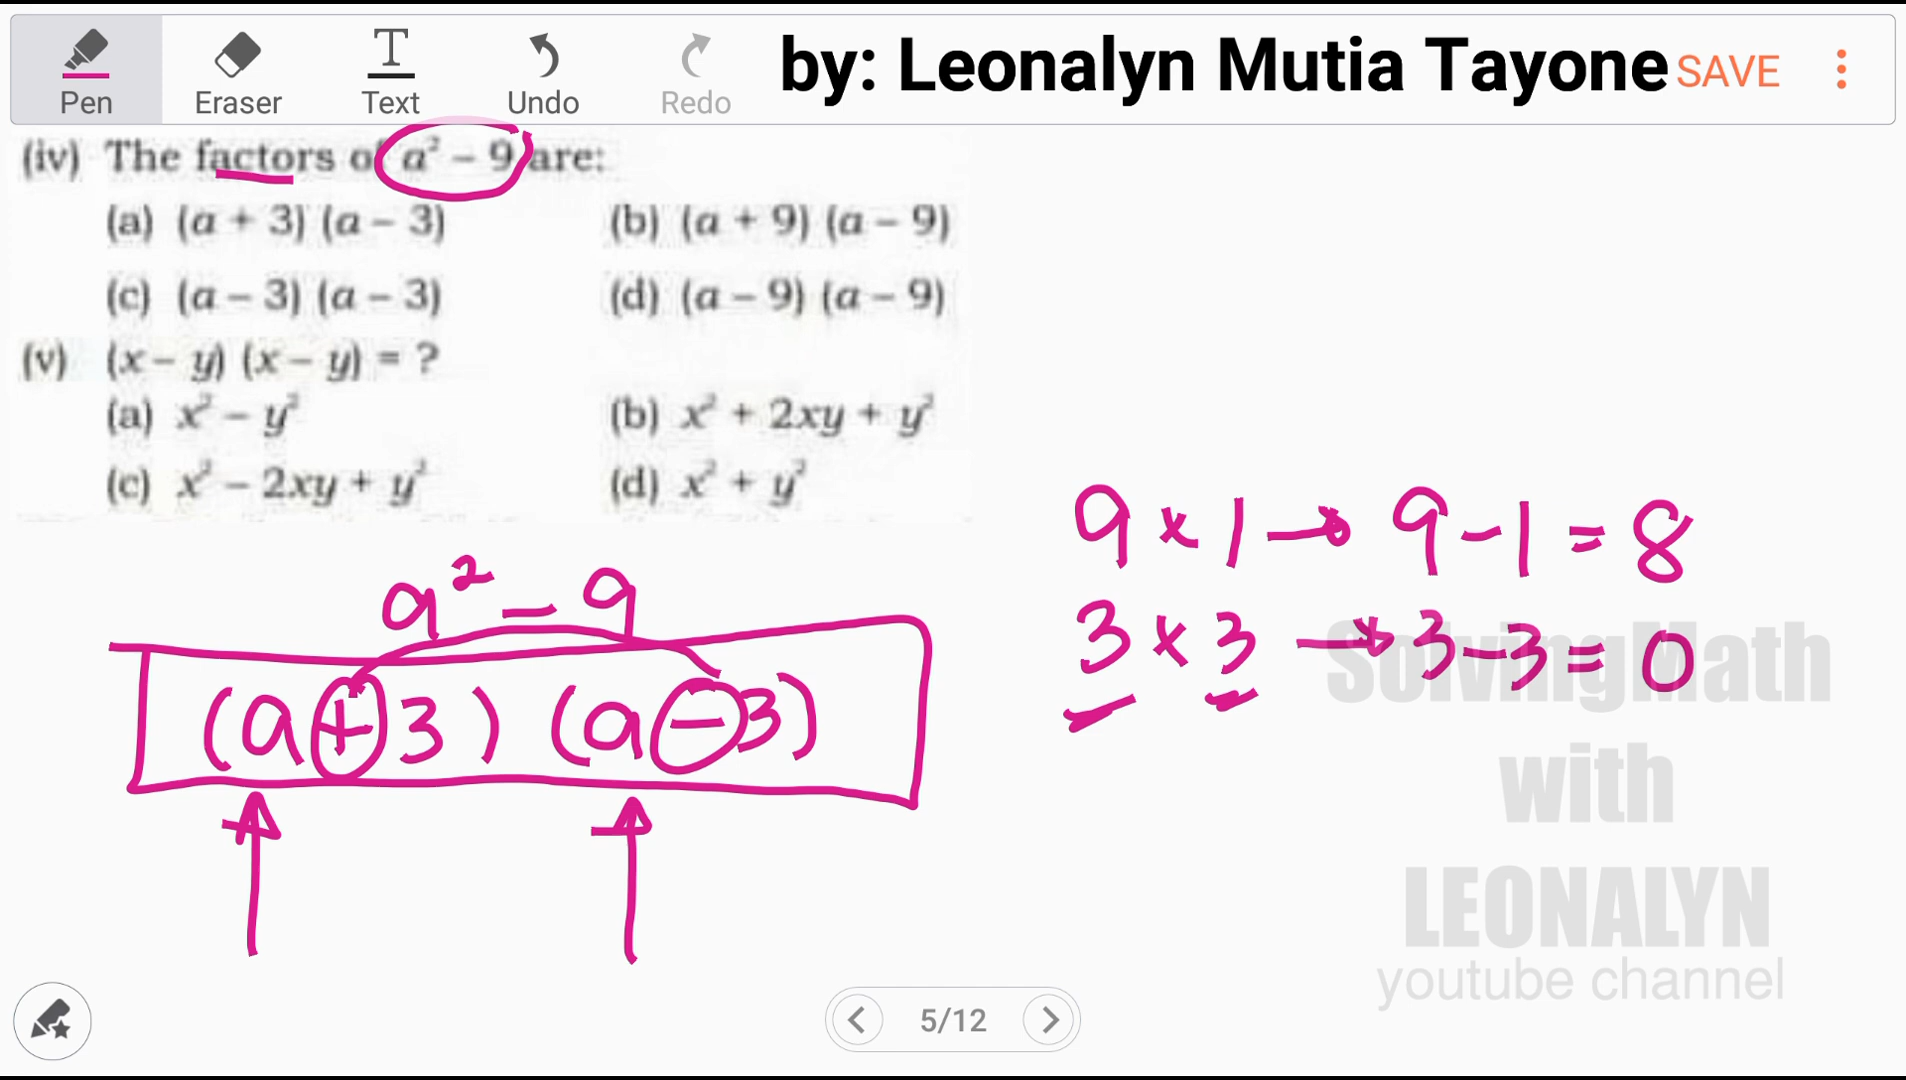 Pen Eraser Text Undo Redo by: Leonalyn Mutia Tayone SAVE
(iv) The factors of a² – 9 are:
(a) (a + 3) (a – 3) (b) (a + 9) (a – 9)
(c) (a – 3) (a – 3) (d) (a – 9) (a – 9)
(v) (x – y) (x – y) = ?
(a) x² – y² (b) x² + 2xy + y²
(c) x² – 2xy + y² (d) x² + y²
9 × 1 → 9 – 1 = 8
a² – 9
3 × 3 → 3 – 3 = 0
(a + 3) (a – 3)
SolvingMath
with
LEONALYN
youtube channel
5/12